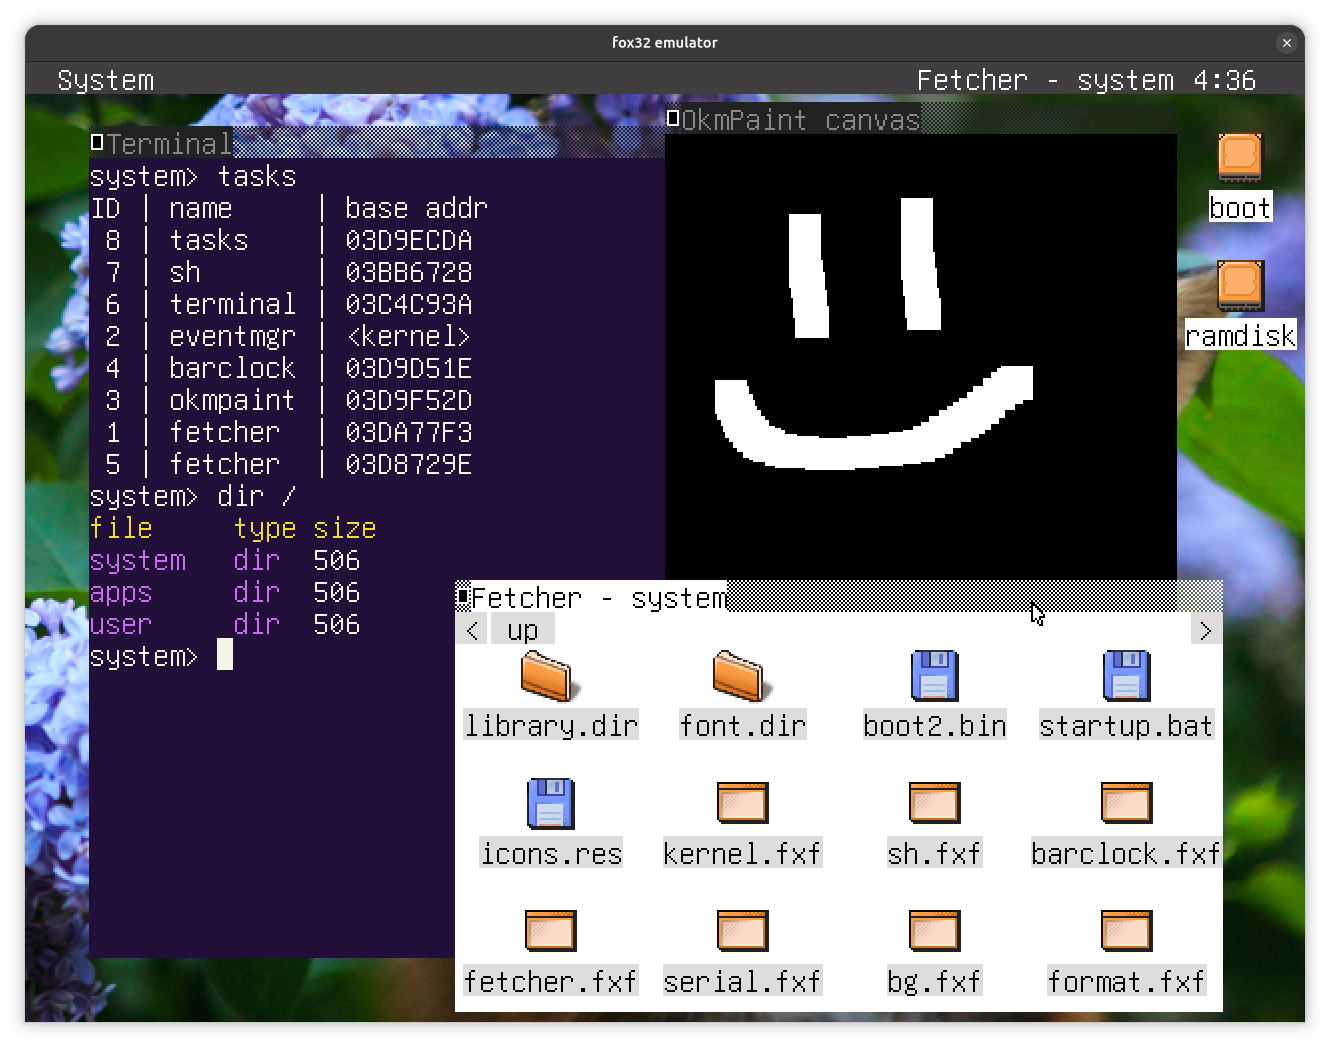 fox32 emulator
System
Fetcher - system 4:36
Terminal
system> tasks
ID | name | base addr
8 | tasks | 03D9ECDA
7 | sh | 03BB6728
6 | terminal | 03C4C93A
2 | eventmgr | <kernel>
4 | barclock | 03D9D51E
3 | okmpaint | 03D9F52D
1 | fetcher | 03DA77F3
5 | fetcher | 03D8729E
system> dir /
file type size
system dir 506
apps dir 506
user dir 506
system>
OkmPaint canvas
boot
ramdisk
Fetcher - system
< up >
library.dir font.dir boot2.bin startup.bat
icons.res kernel.fxf sh.fxf barclock.fxf
fetcher.fxf serial.fxf bg.fxf format.fxf